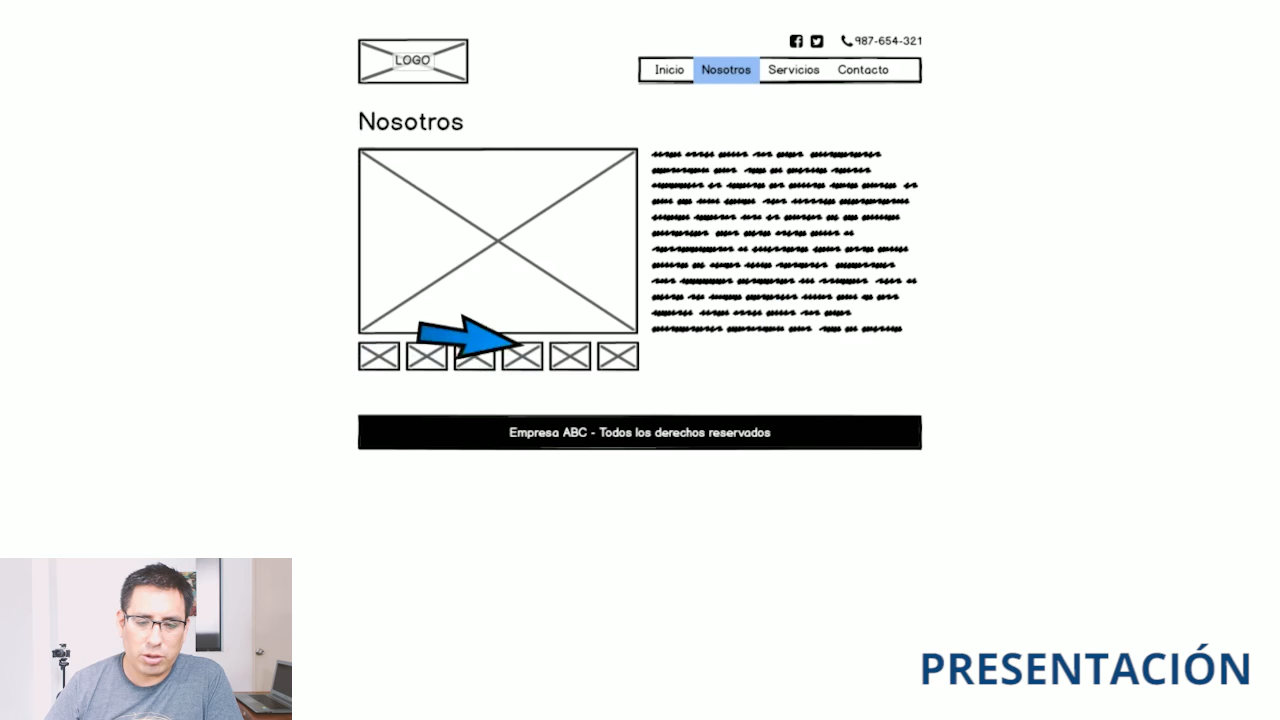 987-654-321
LOGO
Inicio Nosotros Servicios Contacto
Nosotros
Empresa ABC - Todos los derechos reservados
PRESENTACIÓN